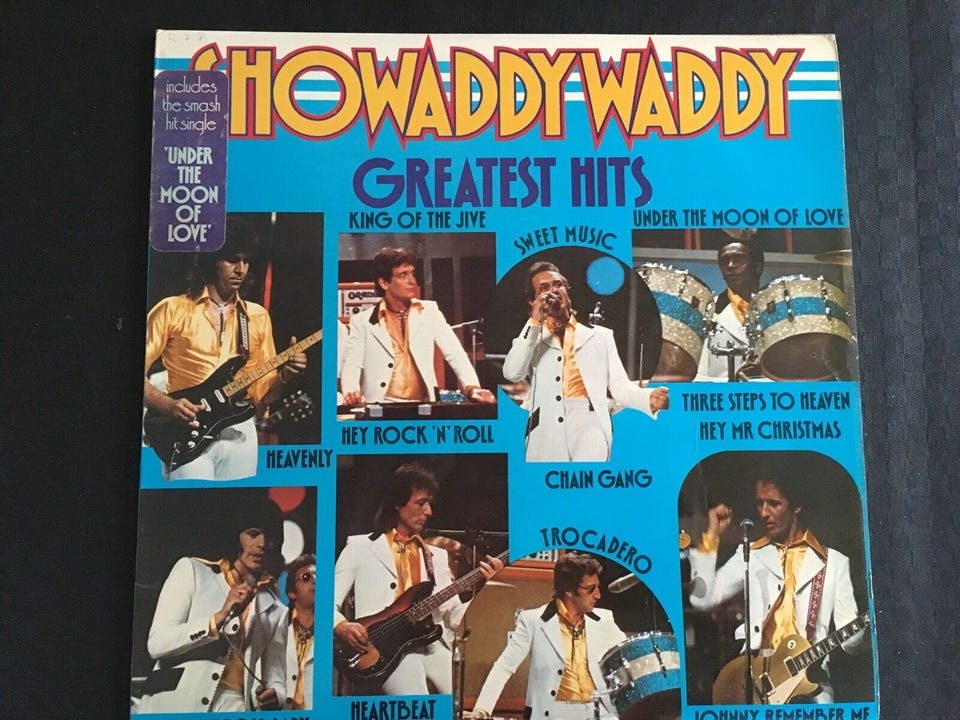 SHOWADDYWADDY
GREATEST HITS
includes
the smash
hit single
'UNDER
THE
MOON
OF
LOVE'
KING OF THE JIVE
SWEET MUSIC
UNDER THE MOON OF LOVE
HEAVENLY
HEY ROCK 'N' ROLL
CHAIN GANG
THREE STEPS TO HEAVEN
HEY MR CHRISTMAS
TROCADERO
HEARTBEAT
JOHNNY REMEMBER ME